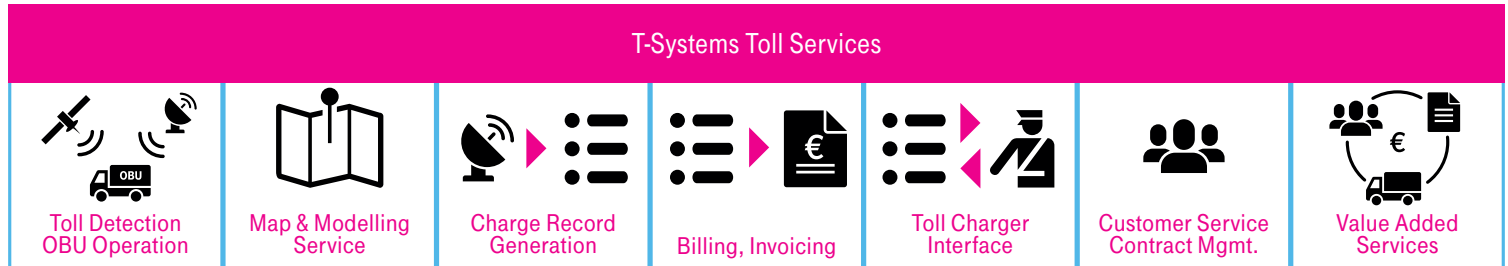 T-Systems Toll Services
OBU
Toll Detection
OBU Operation
Map & Modelling
Service
Charge Record
Generation
€
Billing, Invoicing
Toll Charger
Interface
Customer Service
Contract Mgmt.
€
Value Added
Services